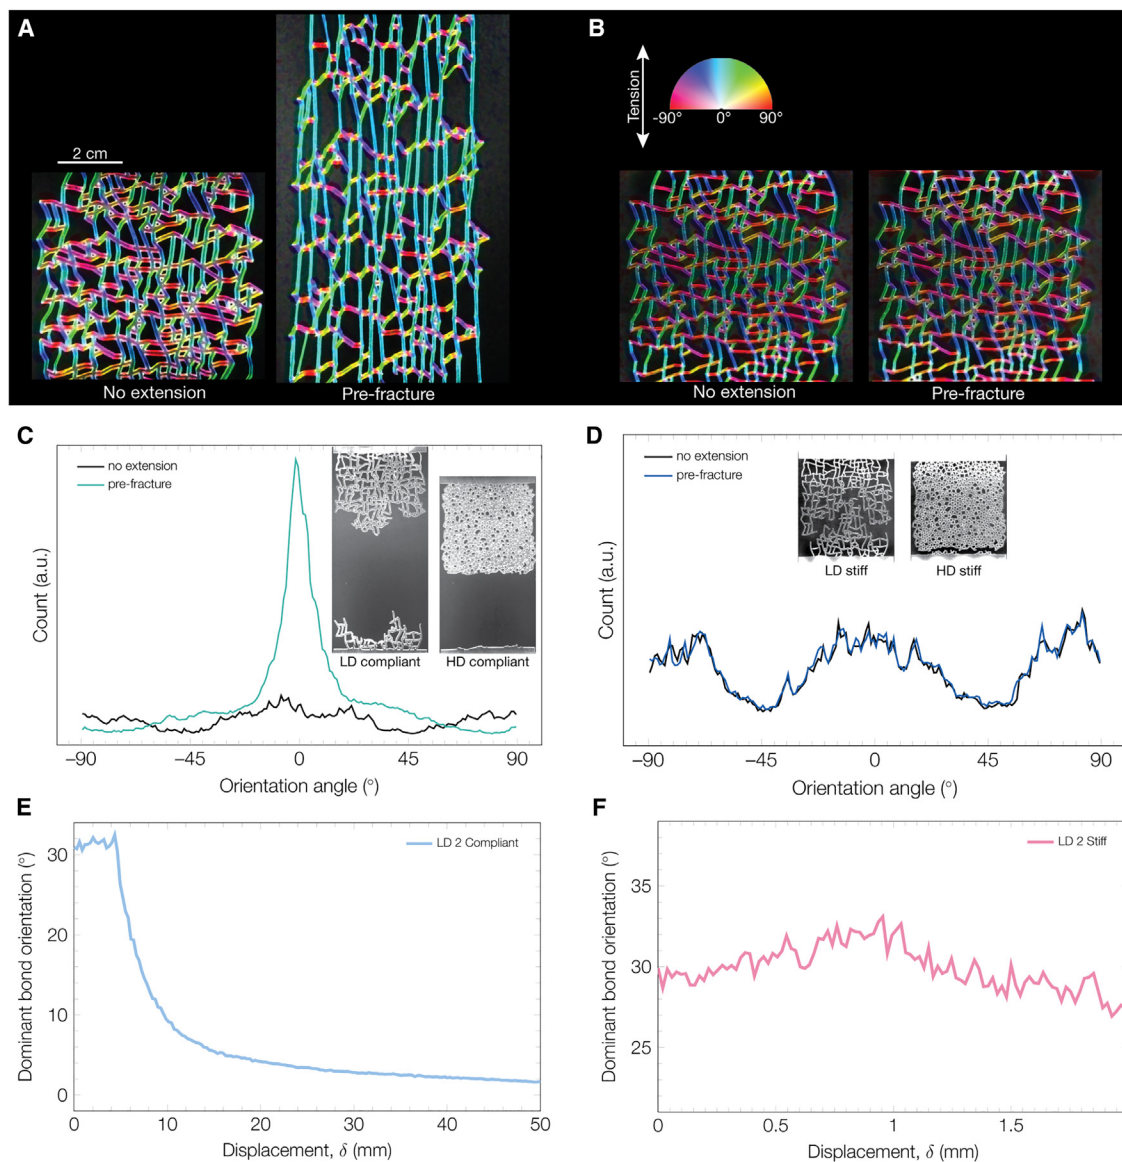 A
B
Tension
-90°
0°
90°
2 cm
No extension
Pre-fracture
No extension
Pre-fracture
C
no extension
pre-fracture
LD compliant
HD compliant
Count (a.u.)
−90
−45
0
45
90
Orientation angle (°)
D
no extension
pre-fracture
LD stiff
HD stiff
Count (a.u.)
−90
−45
0
45
90
Orientation angle (°)
E
LD 2 Compliant
Dominant bond orientation (°)
30
20
10
0
0
10
20
30
40
50
Displacement, δ (mm)
F
LD 2 Stiff
Dominant bond orientation (°)
35
30
25
0
0.5
1
1.5
Displacement, δ (mm)